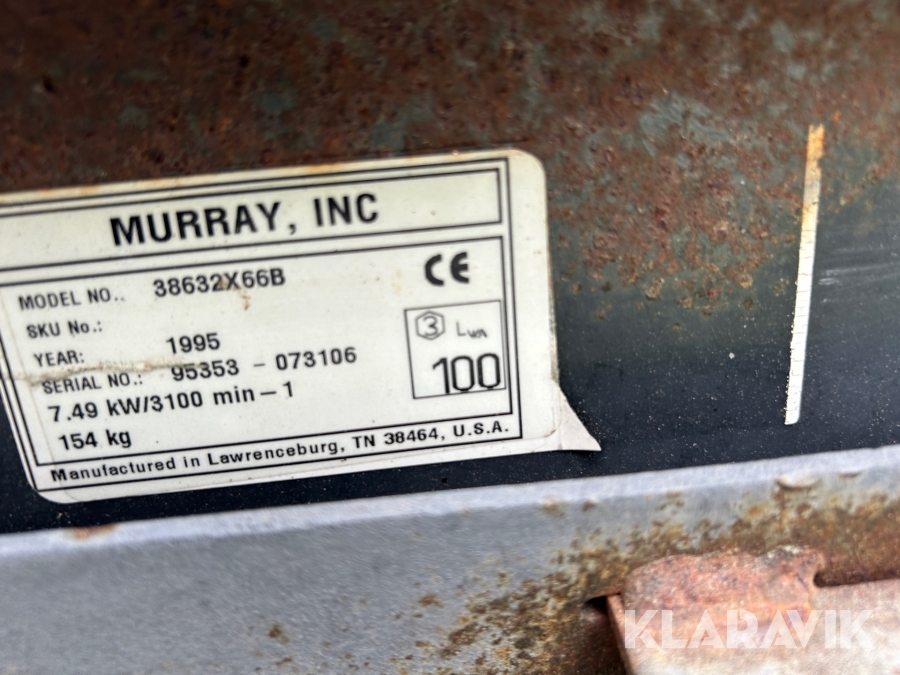 MURRAY, INC
MODEL NO.. 38632X66B
CE
SKU No.:
YEAR: 1995
3 LWA
SERIAL NO.: 95353 - 073106
100
7.49 kW/3100 min-1
154 kg
Manufactured in Lawrenceburg, TN 38464, U.S.A.
KLARAVIK